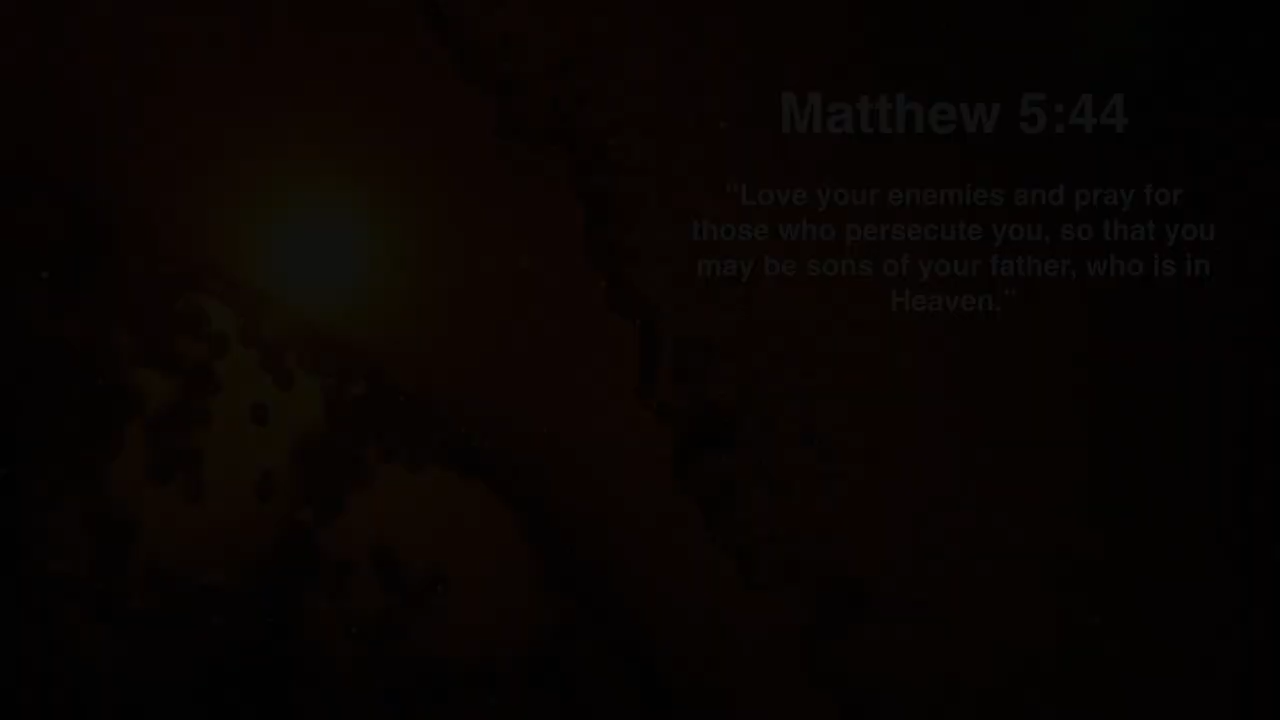 Matthew 5:44
"Love your enemies and pray for
those who persecute you, so that you
may be sons of your father, who is in
Heaven."